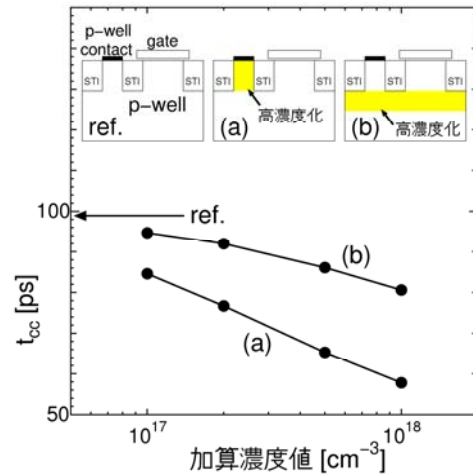 p-well
contact
gate
STI STI STI
p-well
ref.
STI STI STI
高濃度化
(a)
STI STI STI
高濃度化
(b)
100
ref.
(b)
(a)
t_cc [ps]
50
10^17 10^18
加算濃度値 [cm^-3]